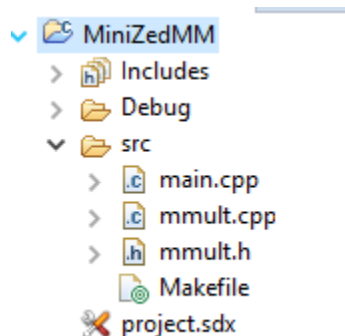 MiniZedMM
Includes
Debug
src
main.cpp
mmult.cpp
mmult.h
Makefile
project.sdx